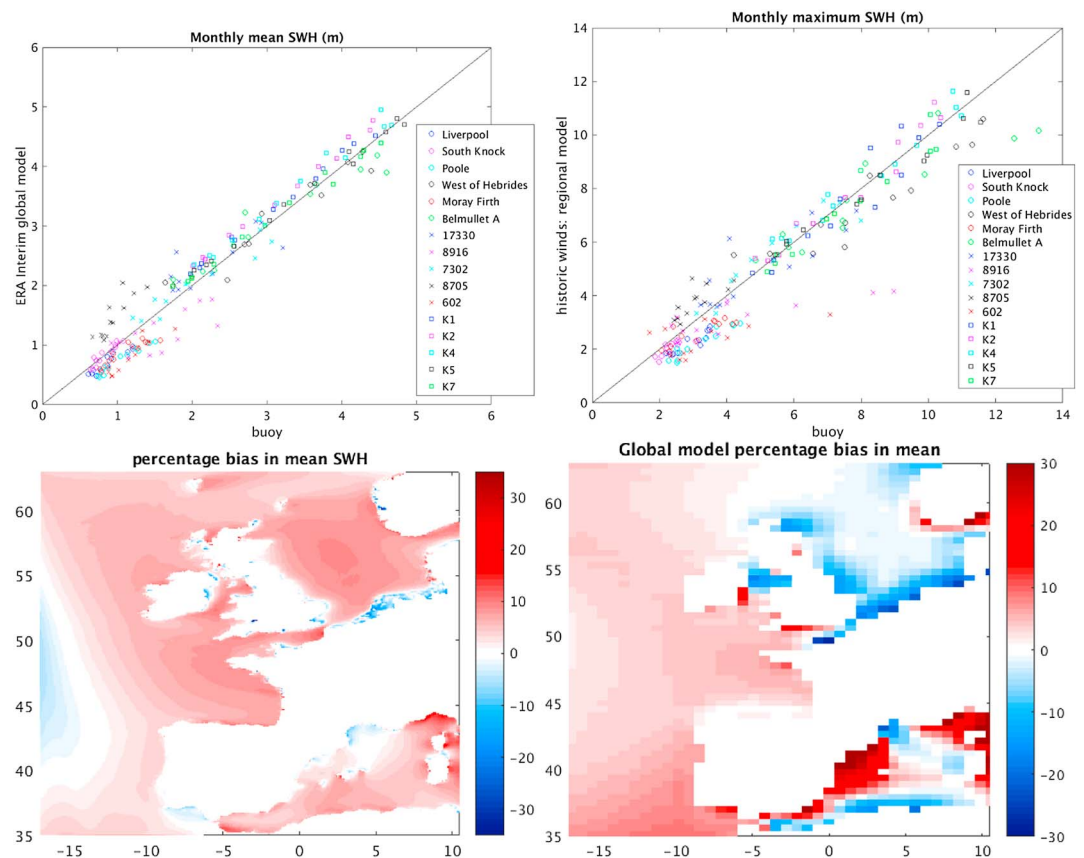 Monthly mean SWH (m)
6
5
4
3
2
1
0
0
1
2
3
4
5
6
ERA Interim global model
buoy
Liverpool
South Knock
Poole
West of Hebrides
Moray Firth
Belmullet A
17330
8916
7302
8705
602
K1
K2
K4
K5
K7
Monthly maximum SWH (m)
14
12
10
8
6
4
2
0
0
2
4
6
8
10
12
14
historic winds: regional model
buoy
Liverpool
South Knock
Poole
West of Hebrides
Moray Firth
Belmullet A
17330
8916
7302
8705
602
K1
K2
K4
K5
K7
percentage bias in mean SWH
60
55
50
45
40
35
-15
-10
-5
0
5
10
30
20
10
0
-10
-20
-30
Global model percentage bias in mean
60
55
50
45
40
35
-15
-10
-5
0
5
10
30
20
10
0
-10
-20
-30